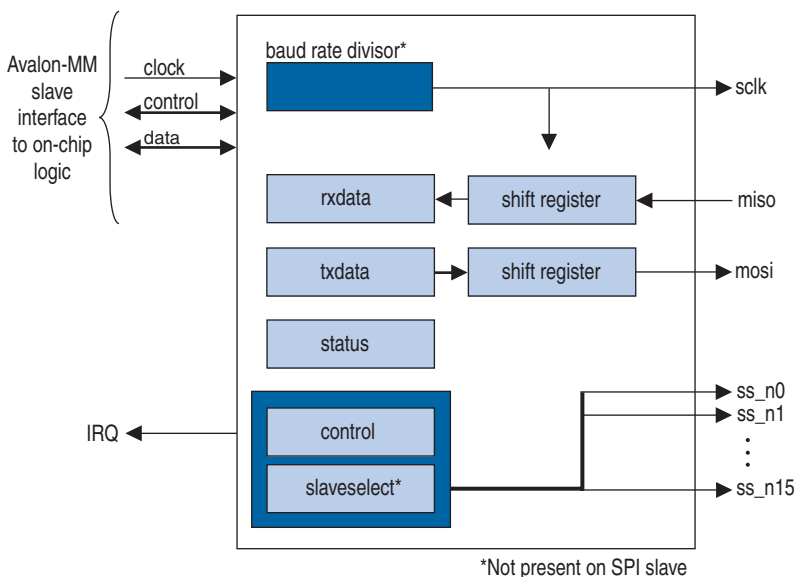 Avalon-MM
slave
interface
to on-chip
logic
clock
control
data
baud rate divisor*
sclk
rxdata
shift register
miso
txdata
shift register
mosi
status
IRQ
control
slaveselect*
ss_n0
ss_n1
ss_n15
*Not present on SPI slave